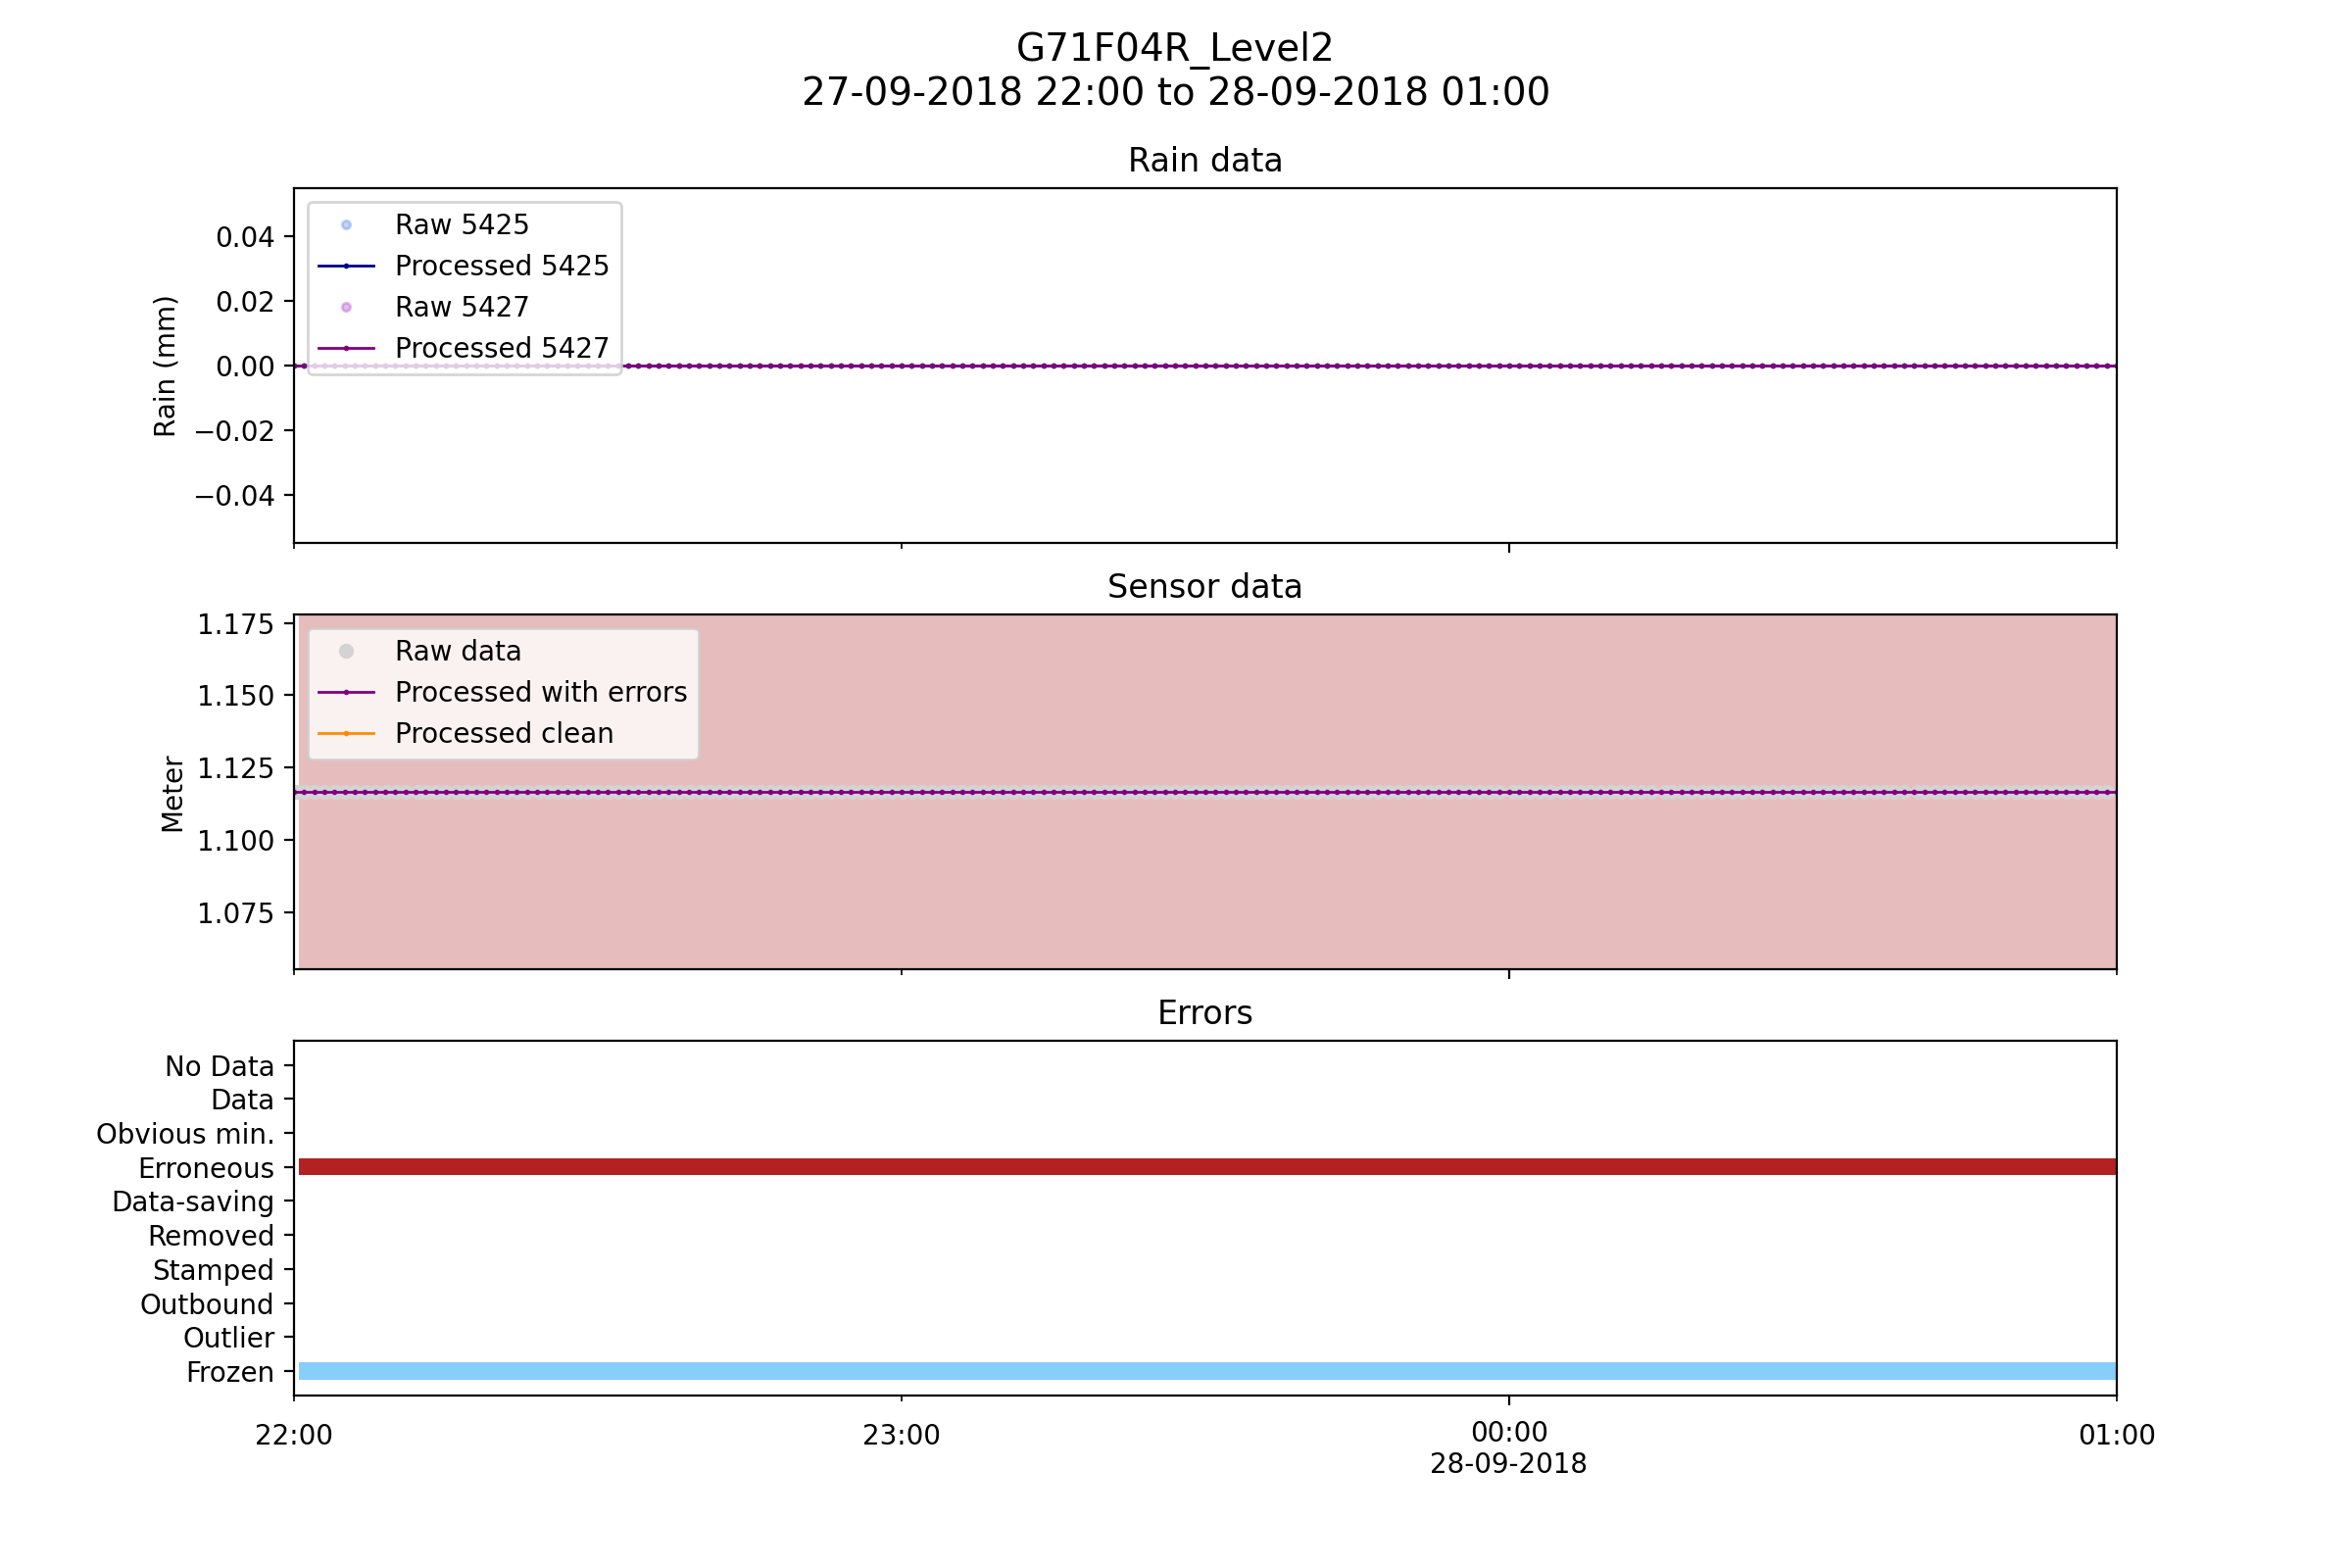 G71F04R_Level2
27-09-2018 22:00 to 28-09-2018 01:00
Rain data
Rain (mm)
0.04
0.02
0.00
−0.02
−0.04
Raw 5425
Processed 5425
Raw 5427
Processed 5427
Sensor data
Meter
1.175
1.150
1.125
1.100
1.075
Raw data
Processed with errors
Processed clean
Errors
No Data
Data
Obvious min.
Erroneous
Data-saving
Removed
Stamped
Outbound
Outlier
Frozen
22:00
23:00
00:00
28-09-2018
01:00